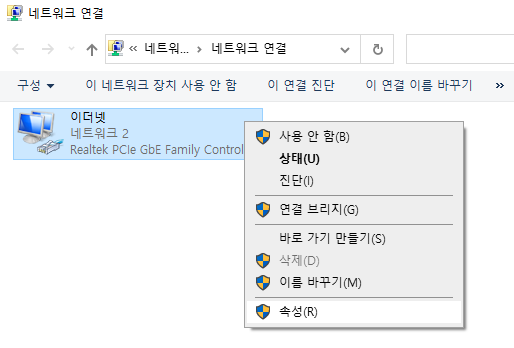 네트워크 연결
« 네트워... › 네트워크 연결
구성 이 네트워크 장치 사용 안 함 이 연결 진단 이 연결 이름 바꾸기 »
이더넷
네트워크 2
Realtek PCIe GbE Family Control
사용 안 함(B)
상태(U)
진단(I)
연결 브리지(G)
바로 가기 만들기(S)
삭제(D)
이름 바꾸기(M)
속성(R)